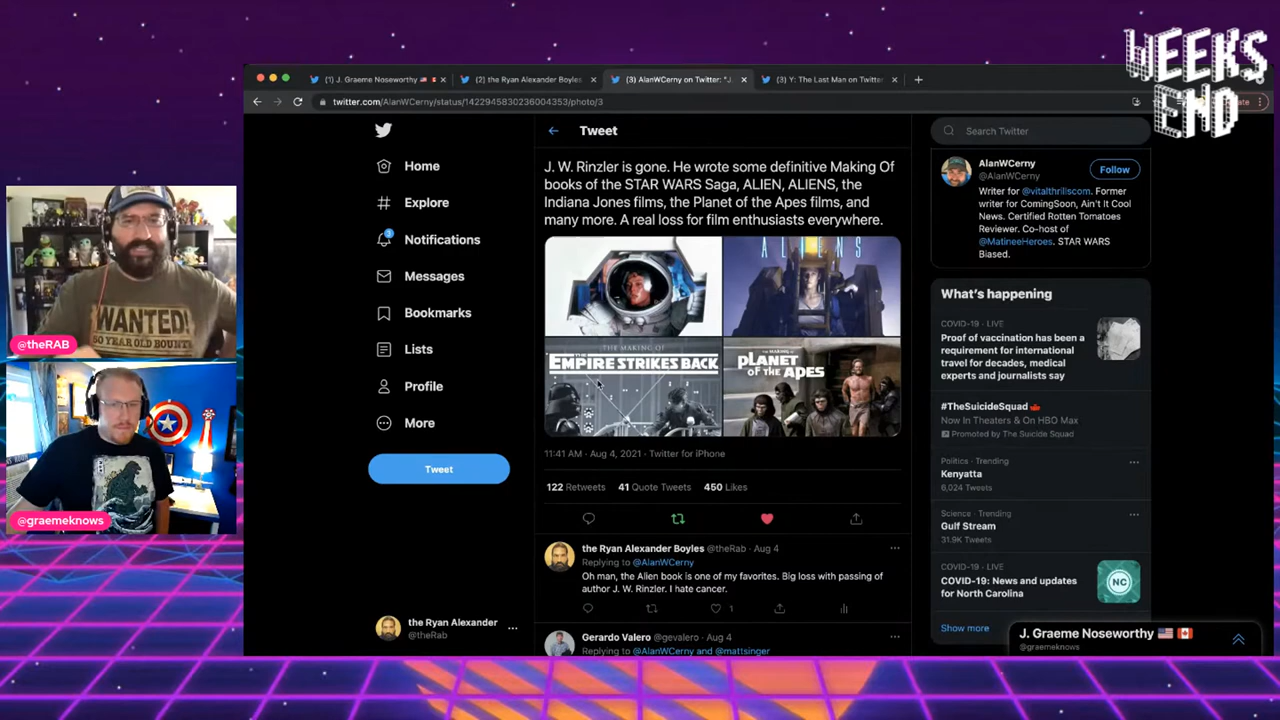 WEEKS
END
(1) J. Graeme Noseworthy
(2) the Ryan Alexander Boyles
(3) AlanWCerny on Twitter: "J.
(3) Y: The Last Man on Twitter
twitter.com/AlanWCerny/status/1422945830236004353/photo/3
Home
Explore
3
Notifications
Messages
Bookmarks
Lists
Profile
More
Tweet
the Ryan Alexander
@theRab
Tweet
J. W. Rinzler is gone. He wrote some definitive Making Of
books of the STAR WARS Saga, ALIEN, ALIENS, the
Indiana Jones films, the Planet of the Apes films, and
many more. A real loss for film enthusiasts everywhere.
ALIENS
THE MAKING OF
EMPIRE STRIKES BACK
THE MAKING OF
PLANET
OF THE APES
11:41 AM · Aug 4, 2021 · Twitter for iPhone
122 Retweets 41 Quote Tweets 450 Likes
the Ryan Alexander Boyles @theRab · Aug 4
Replying to @AlanWCerny
Oh man, the Alien book is one of my favorites. Big loss with passing of
author J. W. Rinzler. I hate cancer.
1
Gerardo Valero @gevalero · Aug 4
Replying to @AlanWCerny and @mattsinger
Search Twitter
AlanWCerny
@AlanWCerny
Follow
Writer for @vitalthrillscom. Former
writer for ComingSoon, Ain't It Cool
News. Certified Rotten Tomatoes
Reviewer. Co-host of
@MatineeHeroes. STAR WARS
Biased.
What's happening
COVID-19 · LIVE
Proof of vaccination has been a
requirement for international
travel for decades, medical
experts and journalists say
#TheSuicideSquad
Now In Theaters & On HBO Max
Promoted by The Suicide Squad
Politics · Trending
Kenyatta
6,024 Tweets
Science · Trending
Gulf Stream
31.9K Tweets
COVID-19 · LIVE
COVID-19: News and updates
for North Carolina
NC
Show more
J. Graeme Noseworthy
@graemeknows
WANTED!
50 YEAR OLD BOUNTY
@theRAB
@graemeknows